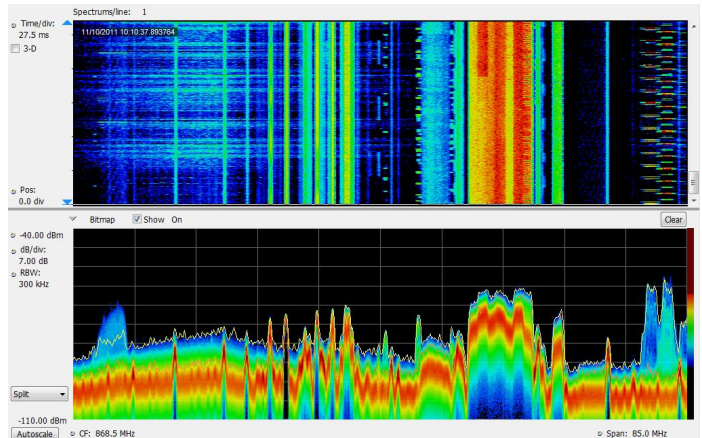 Spectrums/line: 1
Time/div:
27.5 ms
3-D
11/10/2011 10:10:37.893764
Pos:
0.0 div
Bitmap Show On Clear
-40.00 dBm
dB/div:
7.00 dB
RBW:
300 kHz
Split
-110.00 dBm
Autoscale CF: 868.5 MHz Span: 85.0 MHz